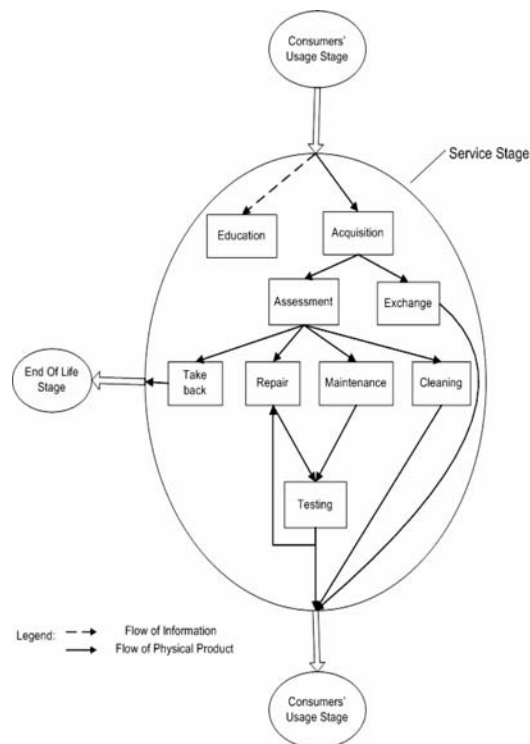 Consumers'
Usage Stage
Service Stage
Education
Acquisition
Assessment
Exchange
End Of Life
Stage
Take
back
Repair
Maintenance
Cleaning
Testing
Legend:
Flow of Information
Flow of Physical Product
Consumers'
Usage Stage